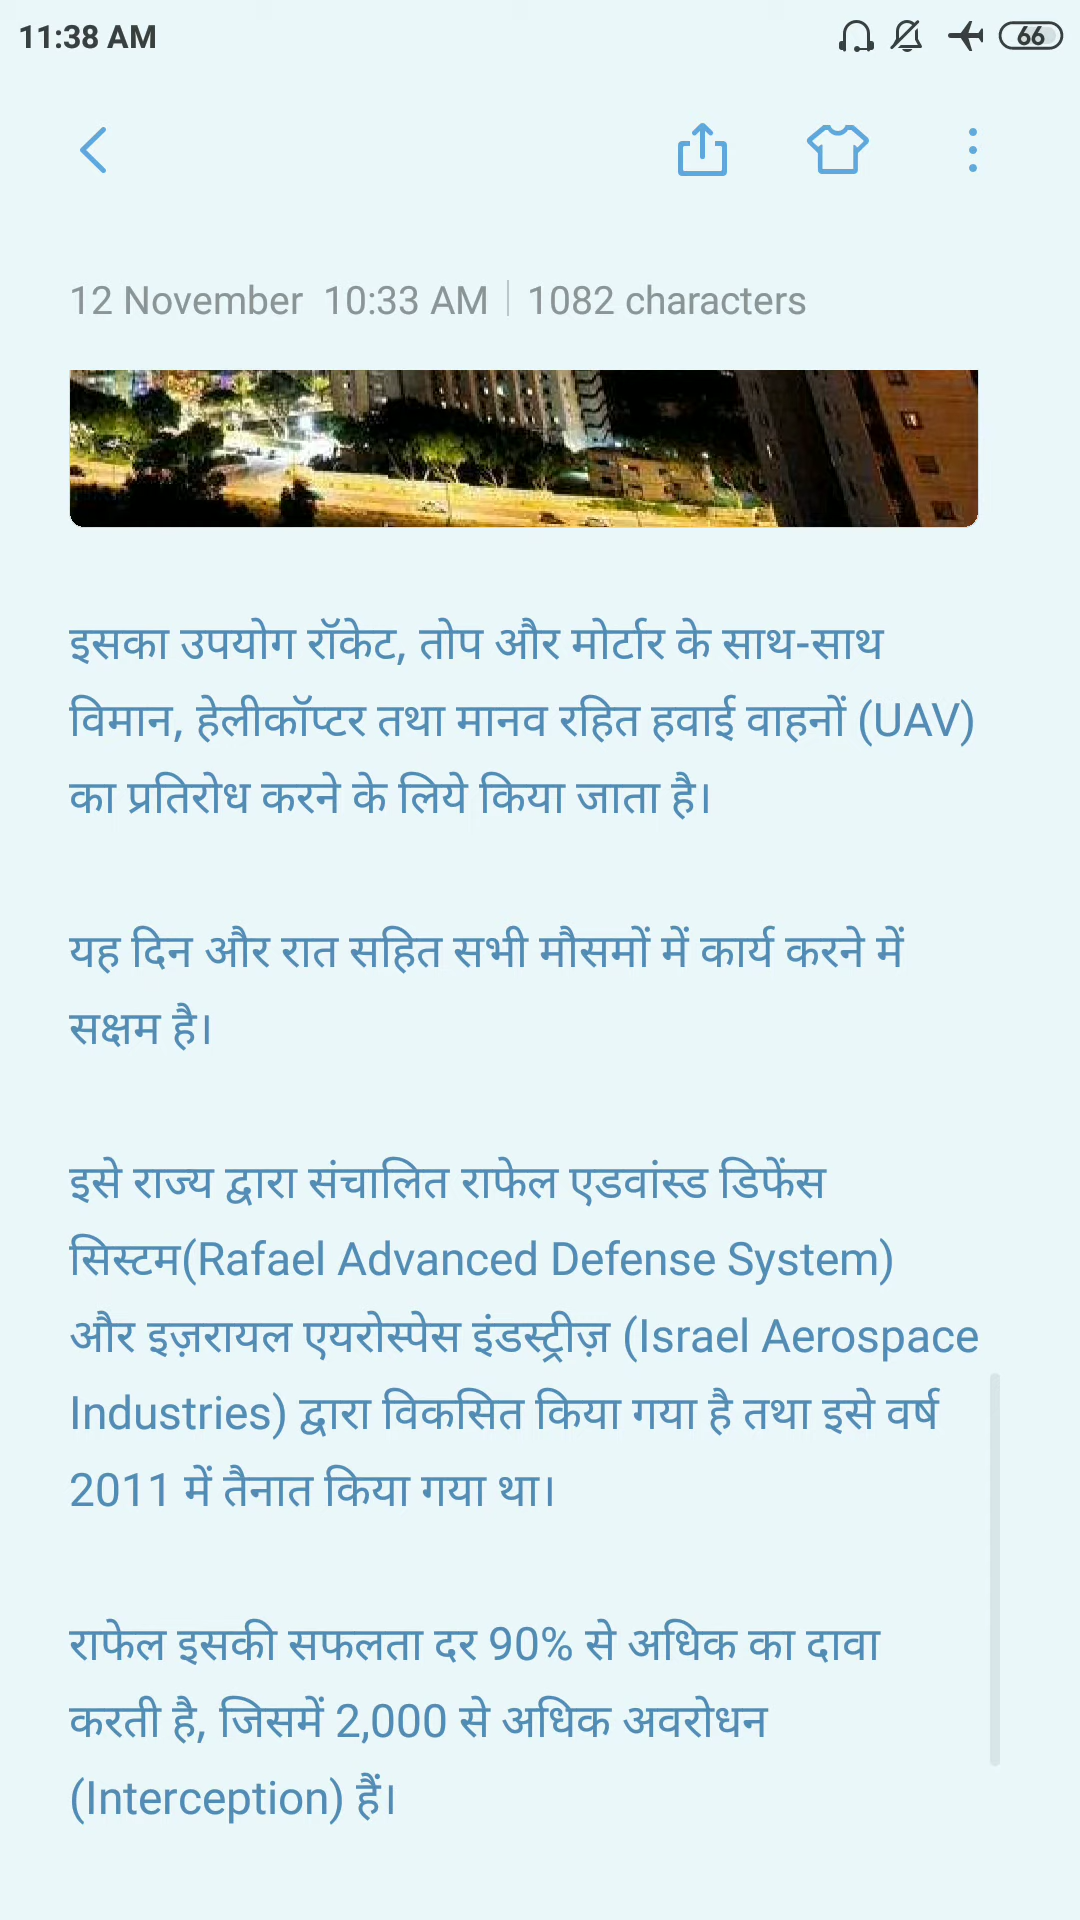 11:38 AM
66
12 November 10:33 AM | 1082 characters
इसका उपयोग रॉकेट, तोप और मोर्टार के साथ-साथ
विमान, हेलीकॉप्टर तथा मानव रहित हवाई वाहनों (UAV)
का प्रतिरोध करने के लिये किया जाता है।
यह दिन और रात सहित सभी मौसमों में कार्य करने में
सक्षम है।
इसे राज्य द्वारा संचालित राफेल एडवांस्ड डिफेंस
सिस्टम(Rafael Advanced Defense System)
और इज़रायल एयरोस्पेस इंडस्ट्रीज़ (Israel Aerospace
Industries) द्वारा विकसित किया गया है तथा इसे वर्ष
2011 में तैनात किया गया था।
राफेल इसकी सफलता दर 90% से अधिक का दावा
करती है, जिसमें 2,000 से अधिक अवरोधन
(Interception) हैं।